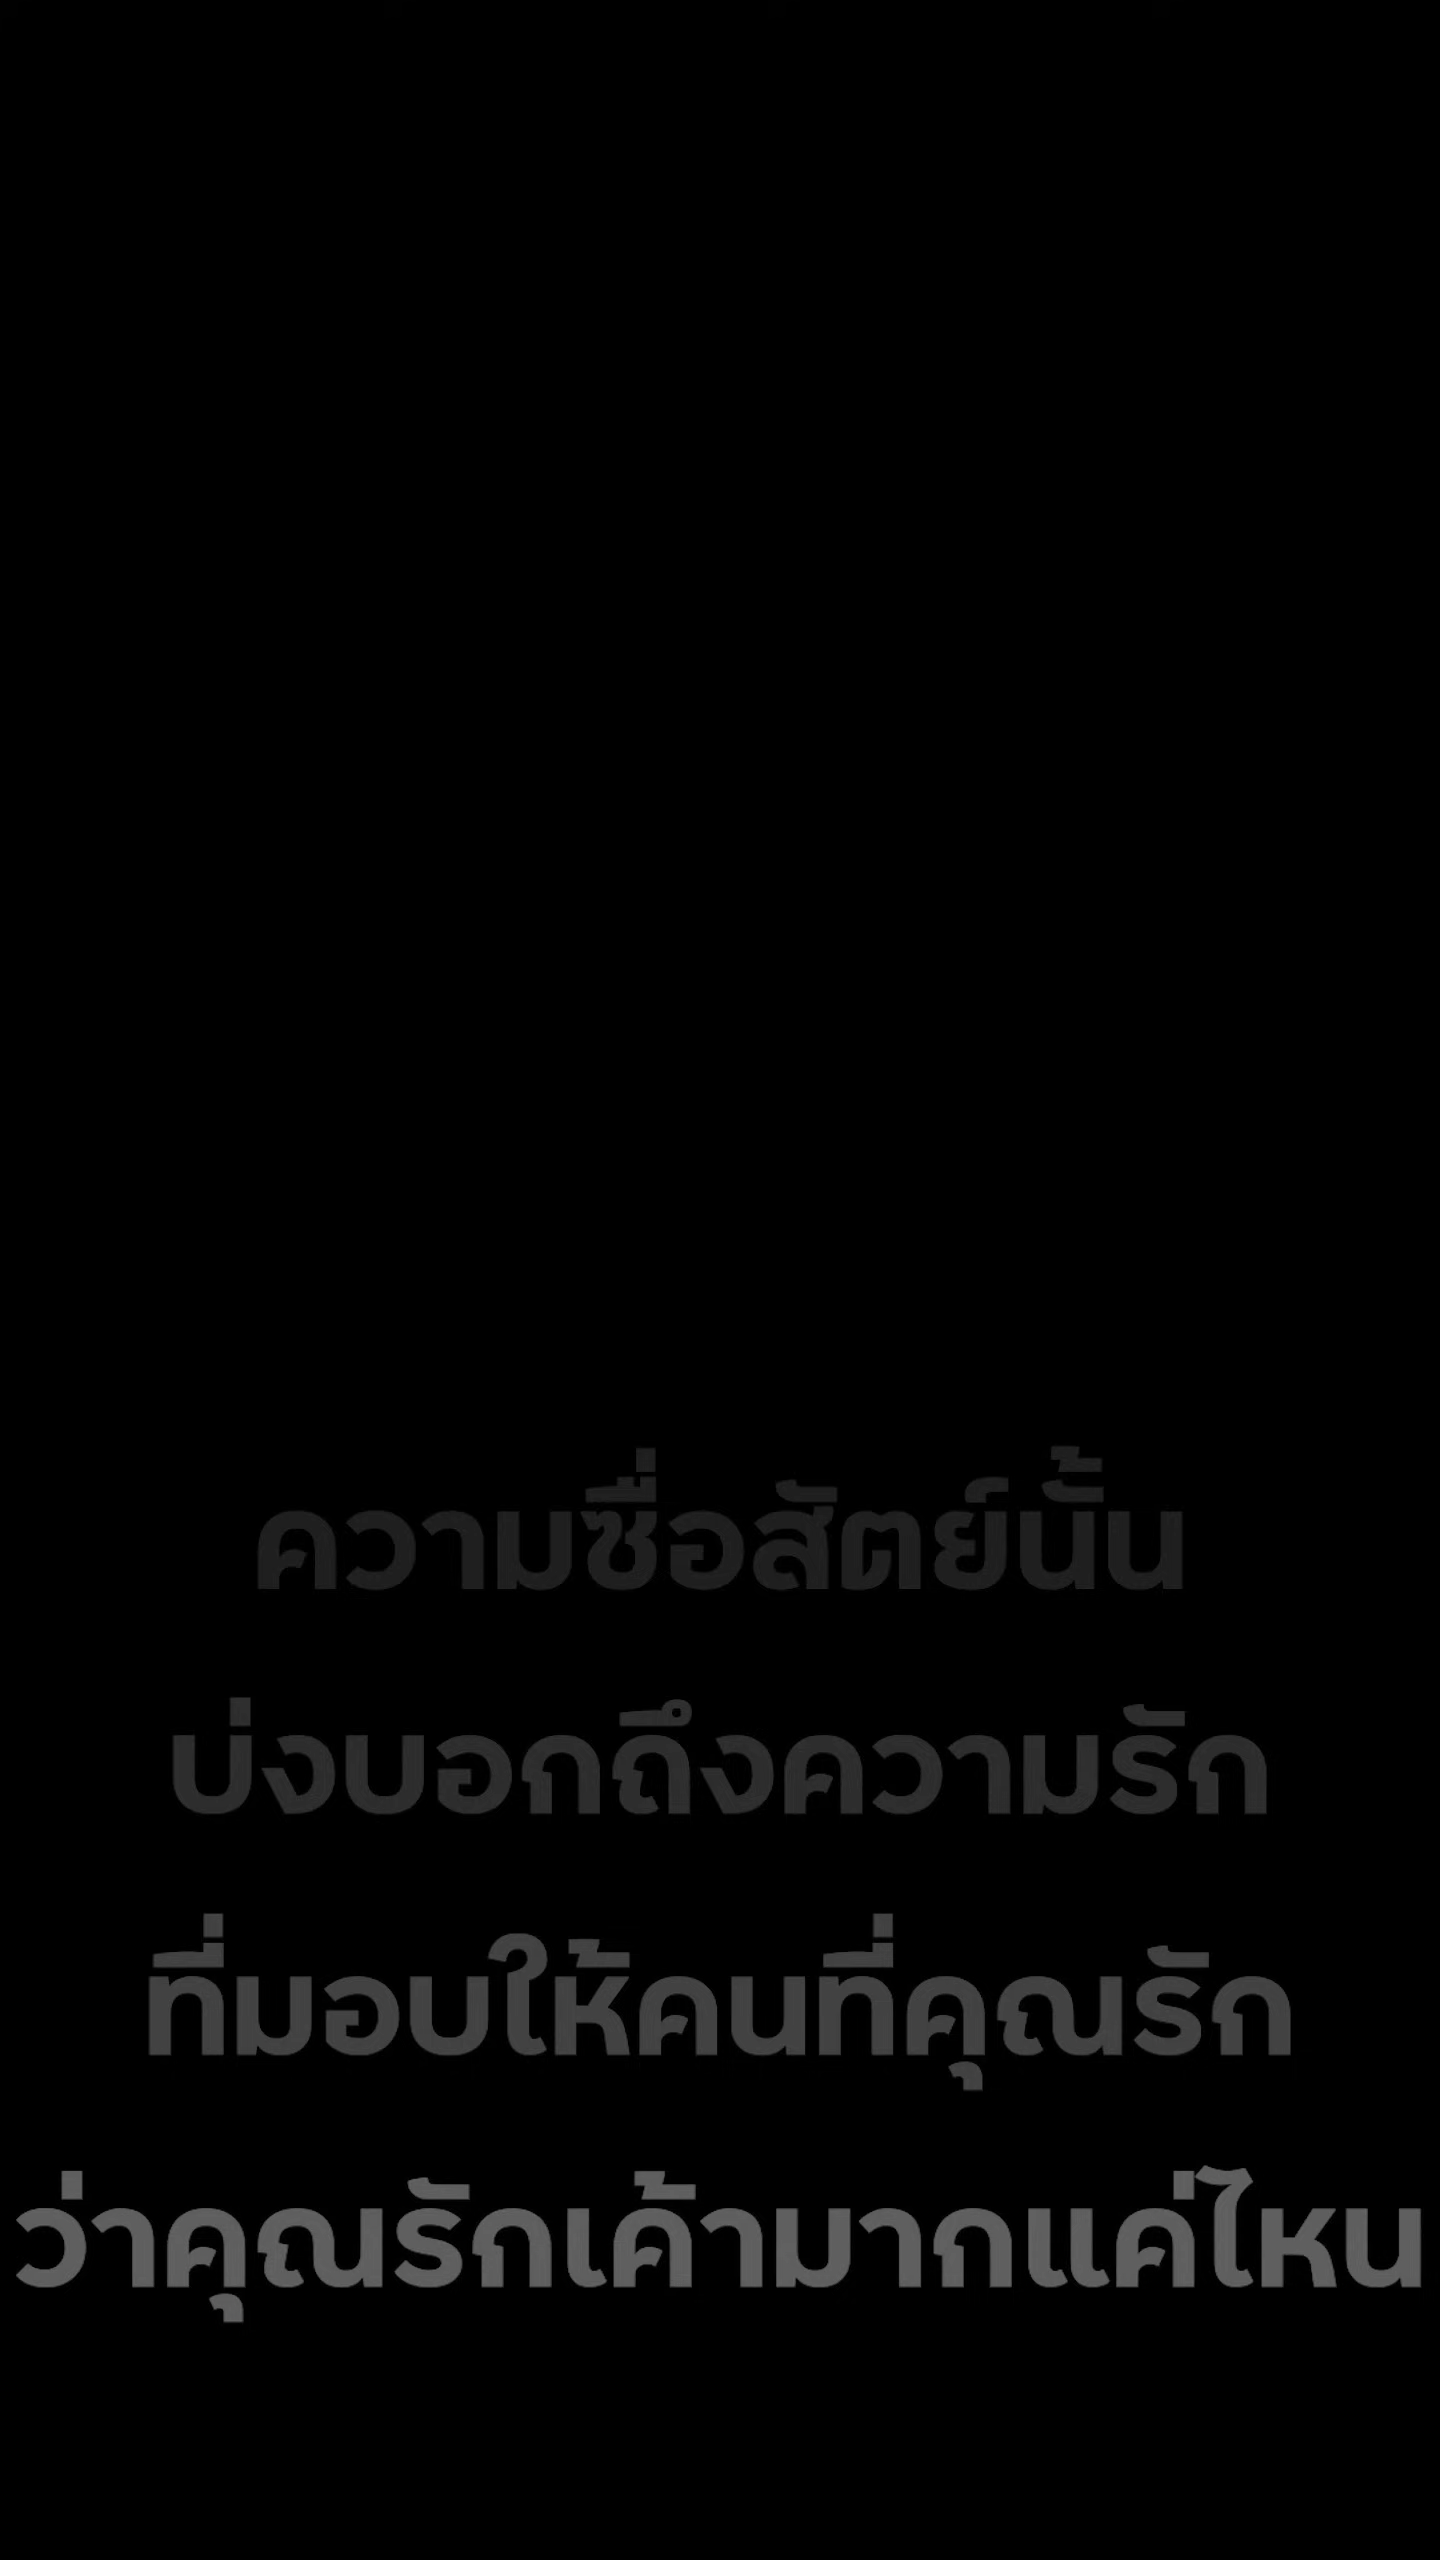 ความซื่อสัตย์นั้น
บ่งบอกถึงความรัก
ที่มอบให้คนที่คุณรัก
ว่าคุณรักเค้ามากแค่ไหน